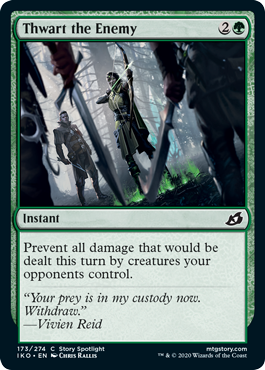 Thwart the Enemy 2
Instant
Prevent all damage that would be
dealt this turn by creatures your
opponents control.
“Your prey is in my custody now.
Withdraw.”
—Vivien Reid
173/274 C Story Spotlight mtgstory.com
IKO • EN Chris Rallis ™ & © 2020 Wizards of the Coast